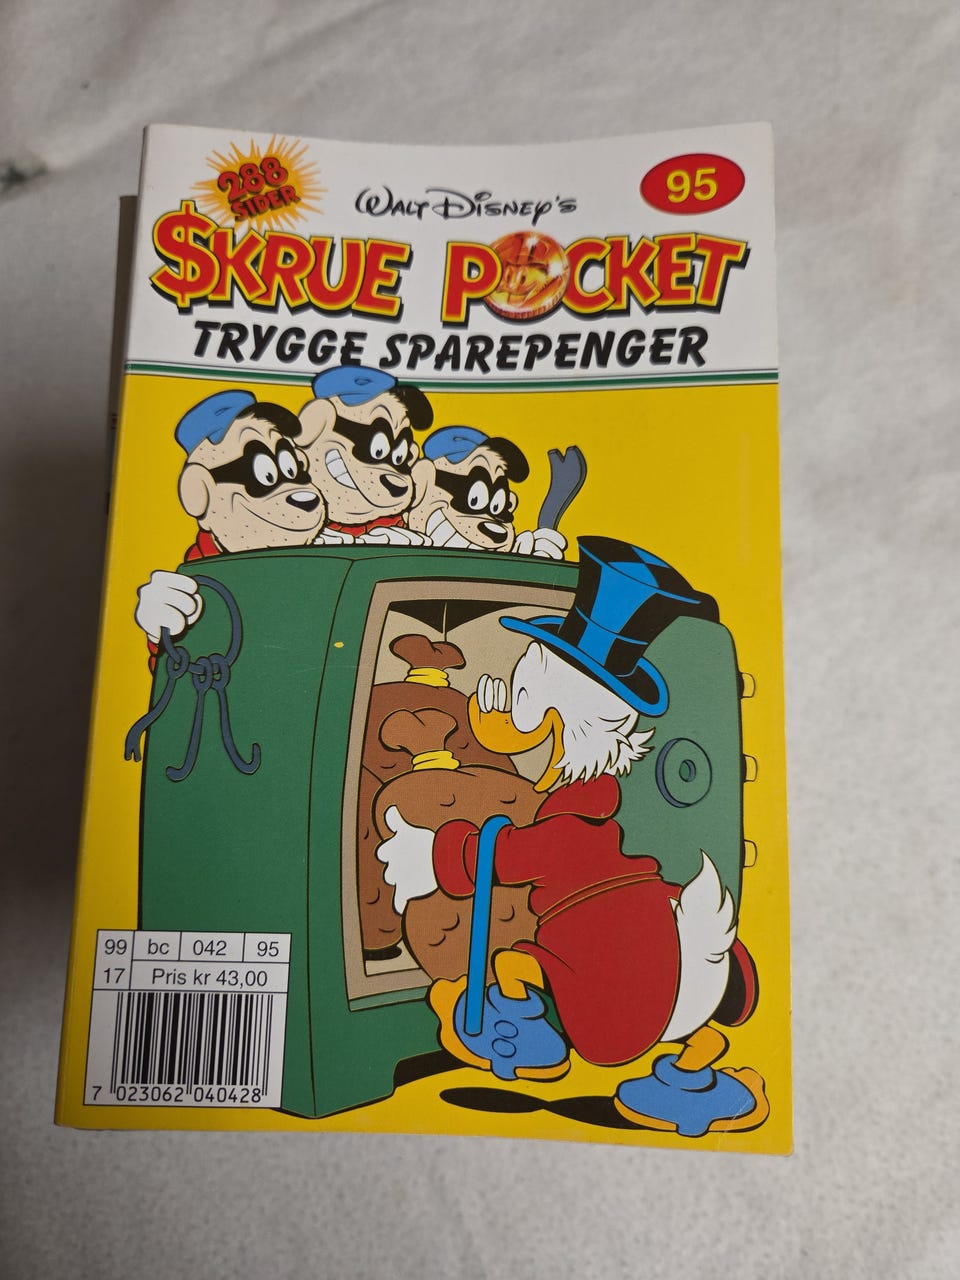 288
SIDER
WALT DISNEY'S
95
$KRUE POCKET
TRYGGE SPAREPENGER
99 bc 042 95
17 Pris kr 43,00
7 023062 040428